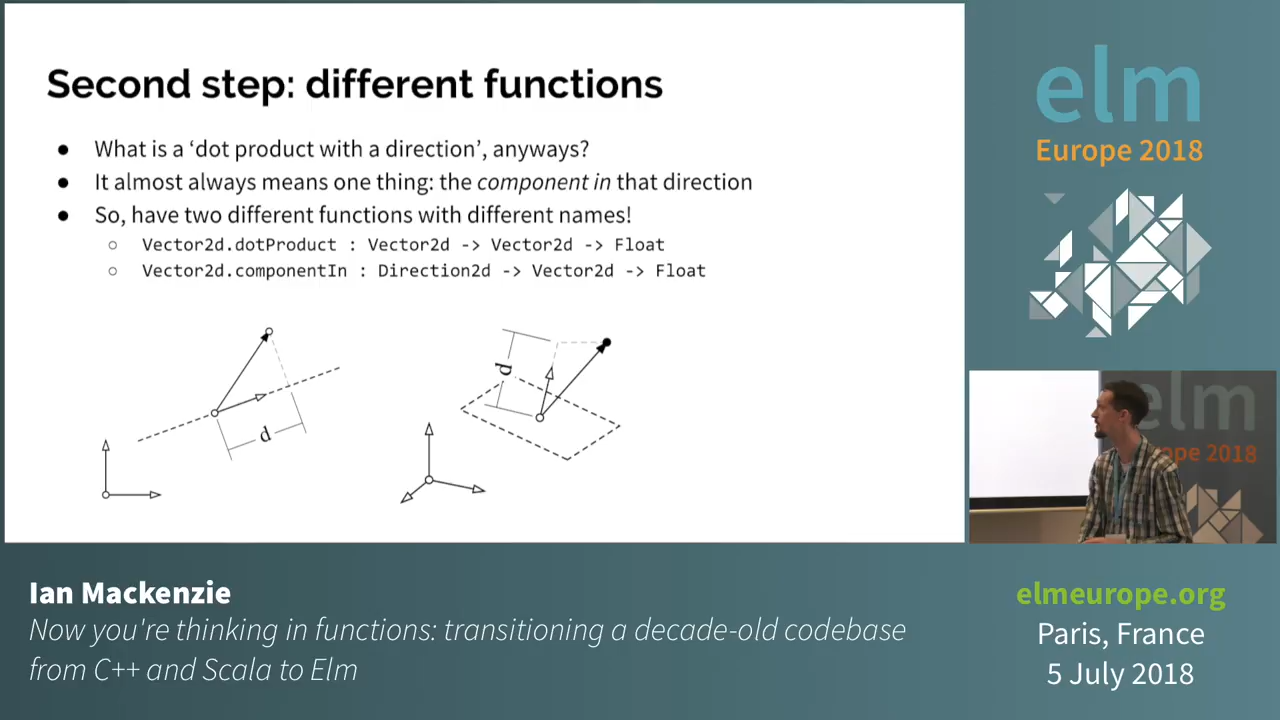 Second step: different functions
● What is a ‘dot product with a direction’, anyways?
● It almost always means one thing: the component in that direction
● So, have two different functions with different names!
○ Vector2d.dotProduct : Vector2d -> Vector2d -> Float
○ Vector2d.componentIn : Direction2d -> Vector2d -> Float
d
d
elm
Europe 2018
elm
Europe 2018
Ian Mackenzie
Now you're thinking in functions: transitioning a decade-old codebase
from C++ and Scala to Elm
elmeurope.org
Paris, France
5 July 2018